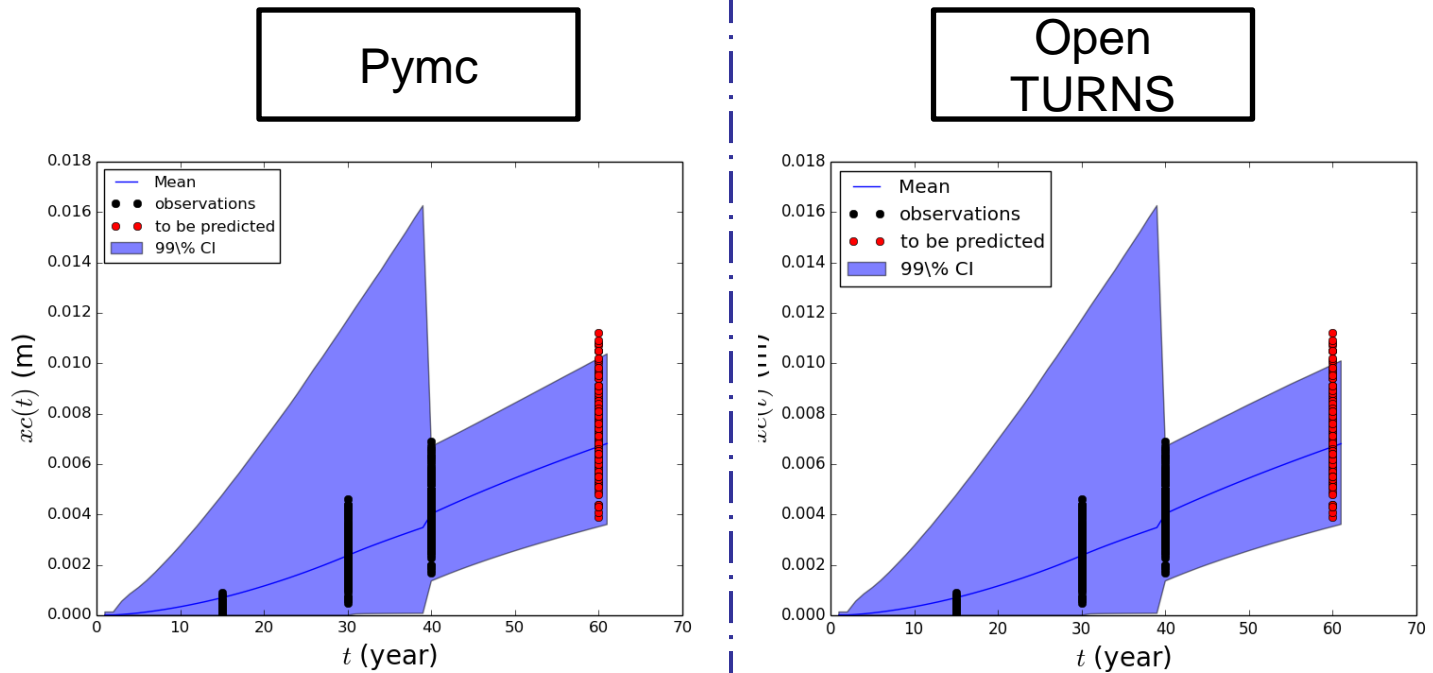 Pymc
Open
TURNS
0.018
0.016
0.014
0.012
0.010
0.008
0.006
0.004
0.002
0.000
xc(t) (m)
Mean
observations
to be predicted
99\% CI
0
10
20
30
40
50
60
70
t (year)
0.018
0.016
0.014
0.012
0.010
0.008
0.006
0.004
0.002
0.000
xc(t) (m)
Mean
observations
to be predicted
99\% CI
0
10
20
30
40
50
60
70
t (year)